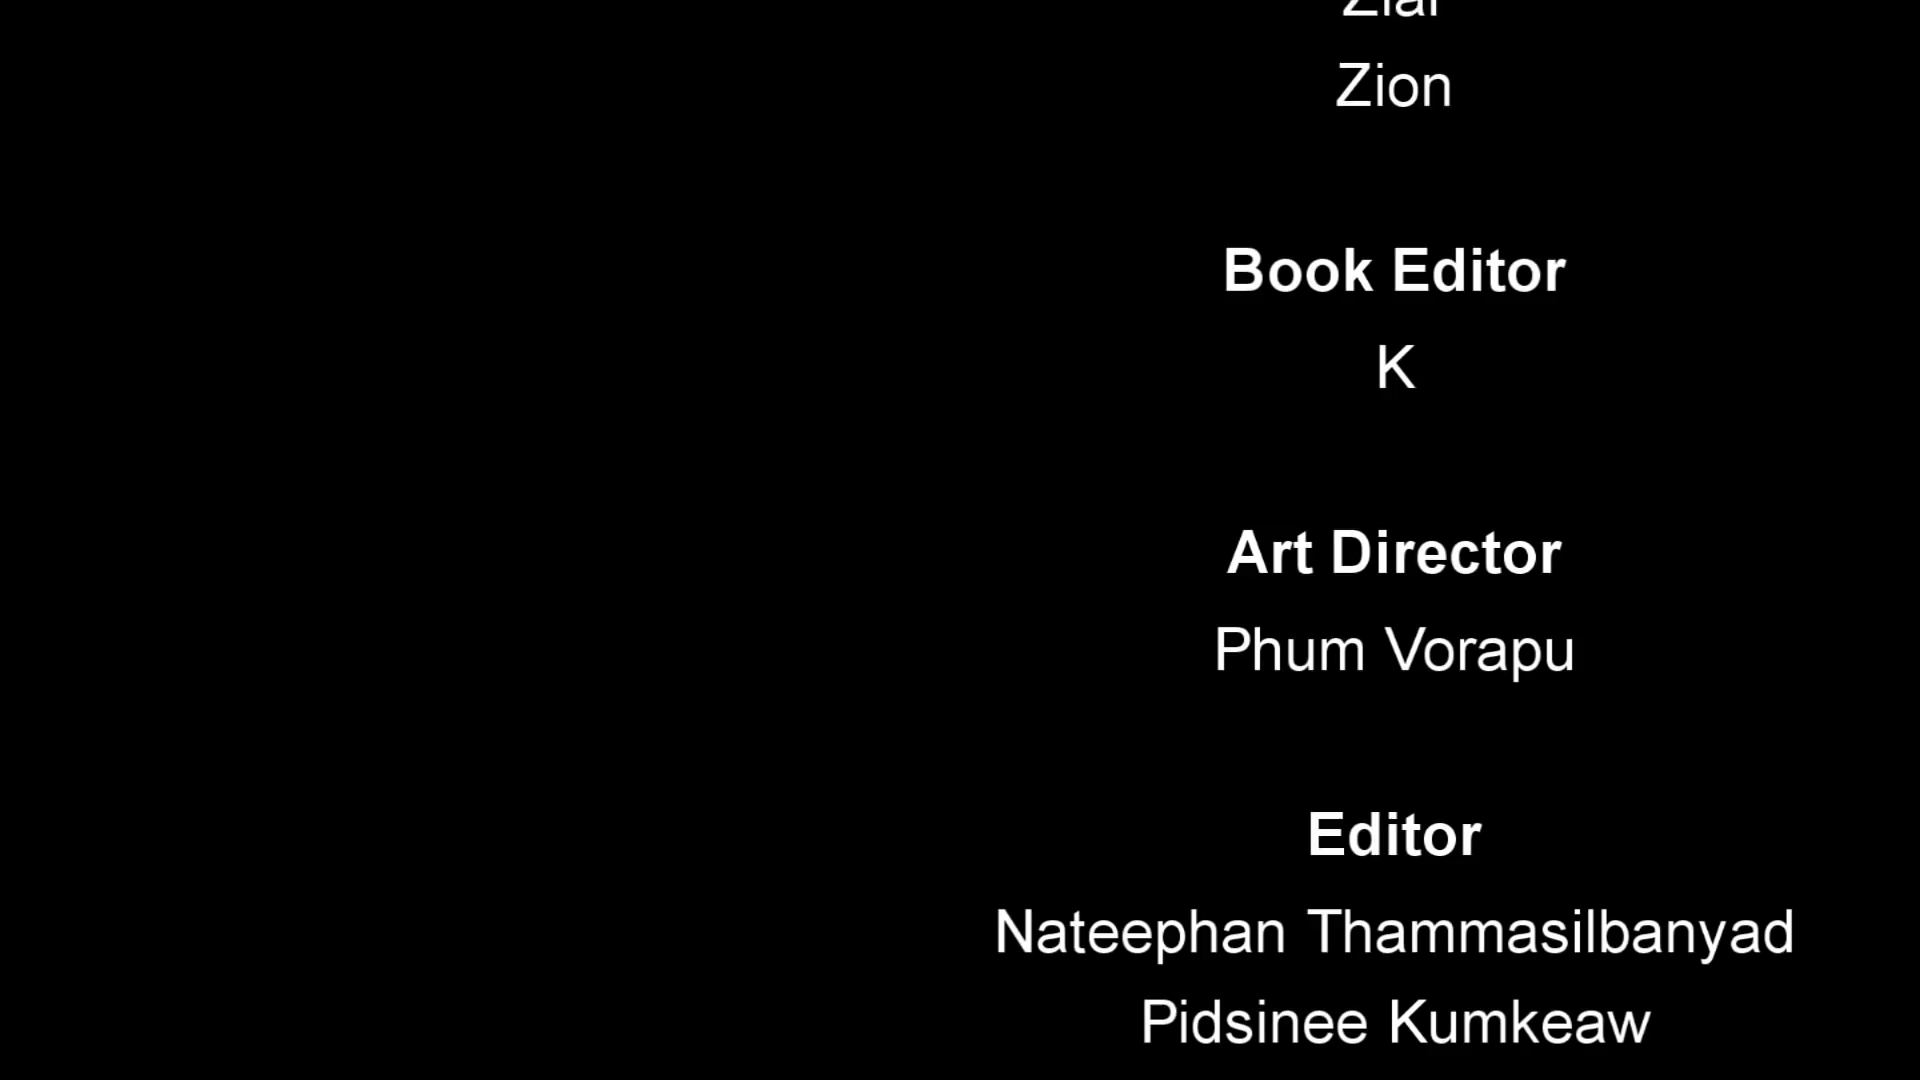 Zion
Book Editor
K
Art Director
Phum Vorapu
Editor
Nateephan Thammasilbanyad
Pidsinee Kumkeaw